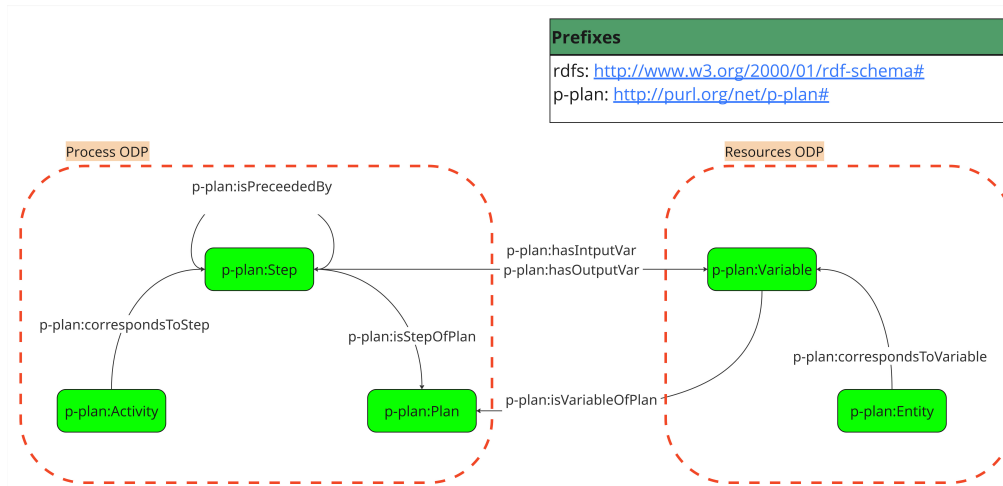 Prefixes
rdfs: http://www.w3.org/2000/01/rdf-schema#
p-plan: http://purl.org/net/p-plan#
Process ODP
Resources ODP
p-plan:isPreceededBy
p-plan:hasIntputVar
p-plan:Step
p-plan:hasOutputVar
p-plan:Variable
p-plan:correspondsToStep
p-plan:isStepOfPlan
p-plan:correspondsToVariable
p-plan:isVariableOfPlan
p-plan:Activity
p-plan:Plan
p-plan:Entity